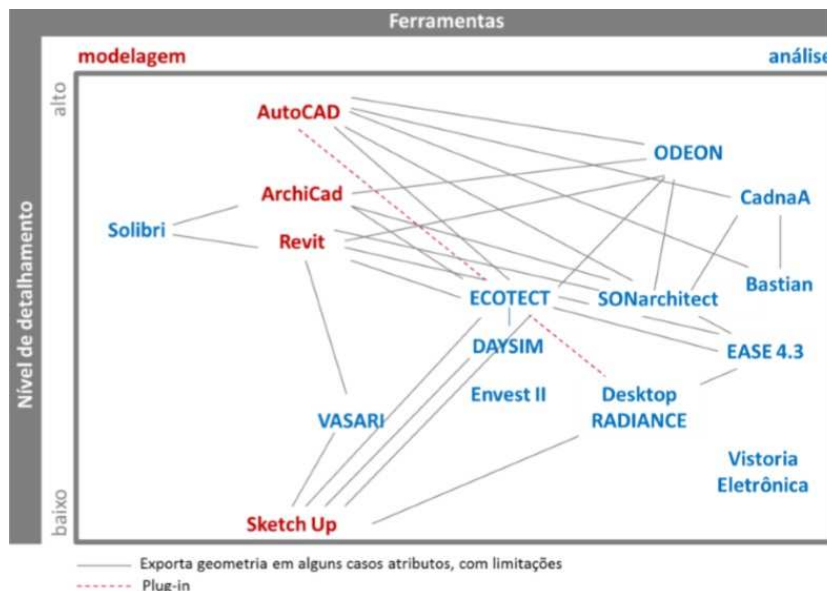 Ferramentas
modelagem
análise
alto
Nível de detalhamento
baixo
AutoCAD
ODEON
ArchiCad
CadnaA
Solibri
Revit
Bastian
ECOTECT
SONarchitect
DAYSIM
EASE 4.3
Envest II
Desktop
RADIANCE
VASARI
Vistoria
Eletrônica
Sketch Up
Exporta geometria em alguns casos atributos, com limitações
Plug-in